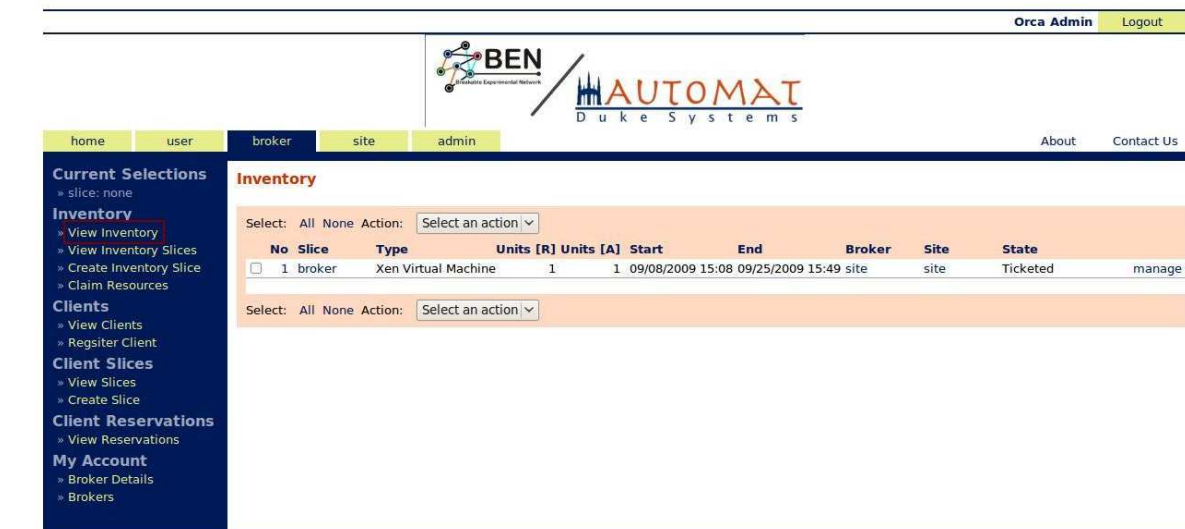 Orca Admin Logout
BEN
Breakable Experimental Network
AUTOMAT
Duke Systems
home user broker site admin About Contact Us
Current Selections
» slice: none
Inventory
» View Inventory
» View Inventory Slices
» Create Inventory Slice
» Claim Resources
Clients
» View Clients
» Regsiter Client
Client Slices
» View Slices
» Create Slice
Client Reservations
» View Reservations
My Account
» Broker Details
» Brokers
Inventory
Select: All None Action: Select an action
No Slice Type Units [R] Units [A] Start End Broker Site State
1 broker Xen Virtual Machine 1 1 09/08/2009 15:08 09/25/2009 15:49 site site Ticketed manage
Select: All None Action: Select an action